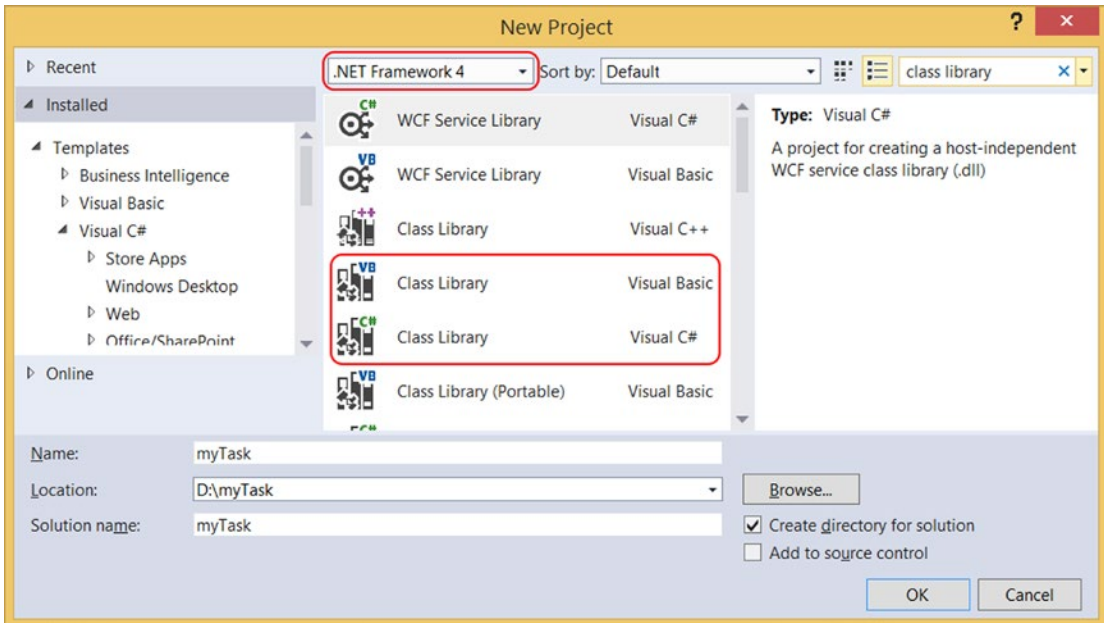 New Project
? ×
Recent
.NET Framework 4 Sort by: Default class library ×
Installed
Templates
Business Intelligence
Visual Basic
Visual C#
Store Apps
Windows Desktop
Web
Office/SharePoint
Online
C# WCF Service Library Visual C#
VB WCF Service Library Visual Basic
++ Class Library Visual C++
VB Class Library Visual Basic
C# Class Library Visual C#
VB Class Library (Portable) Visual Basic
C#
Type: Visual C#
A project for creating a host-independent
WCF service class library (.dll)
Name: myTask
Location: D:\myTask Browse...
Solution name: myTask
Create directory for solution
Add to source control
OK Cancel